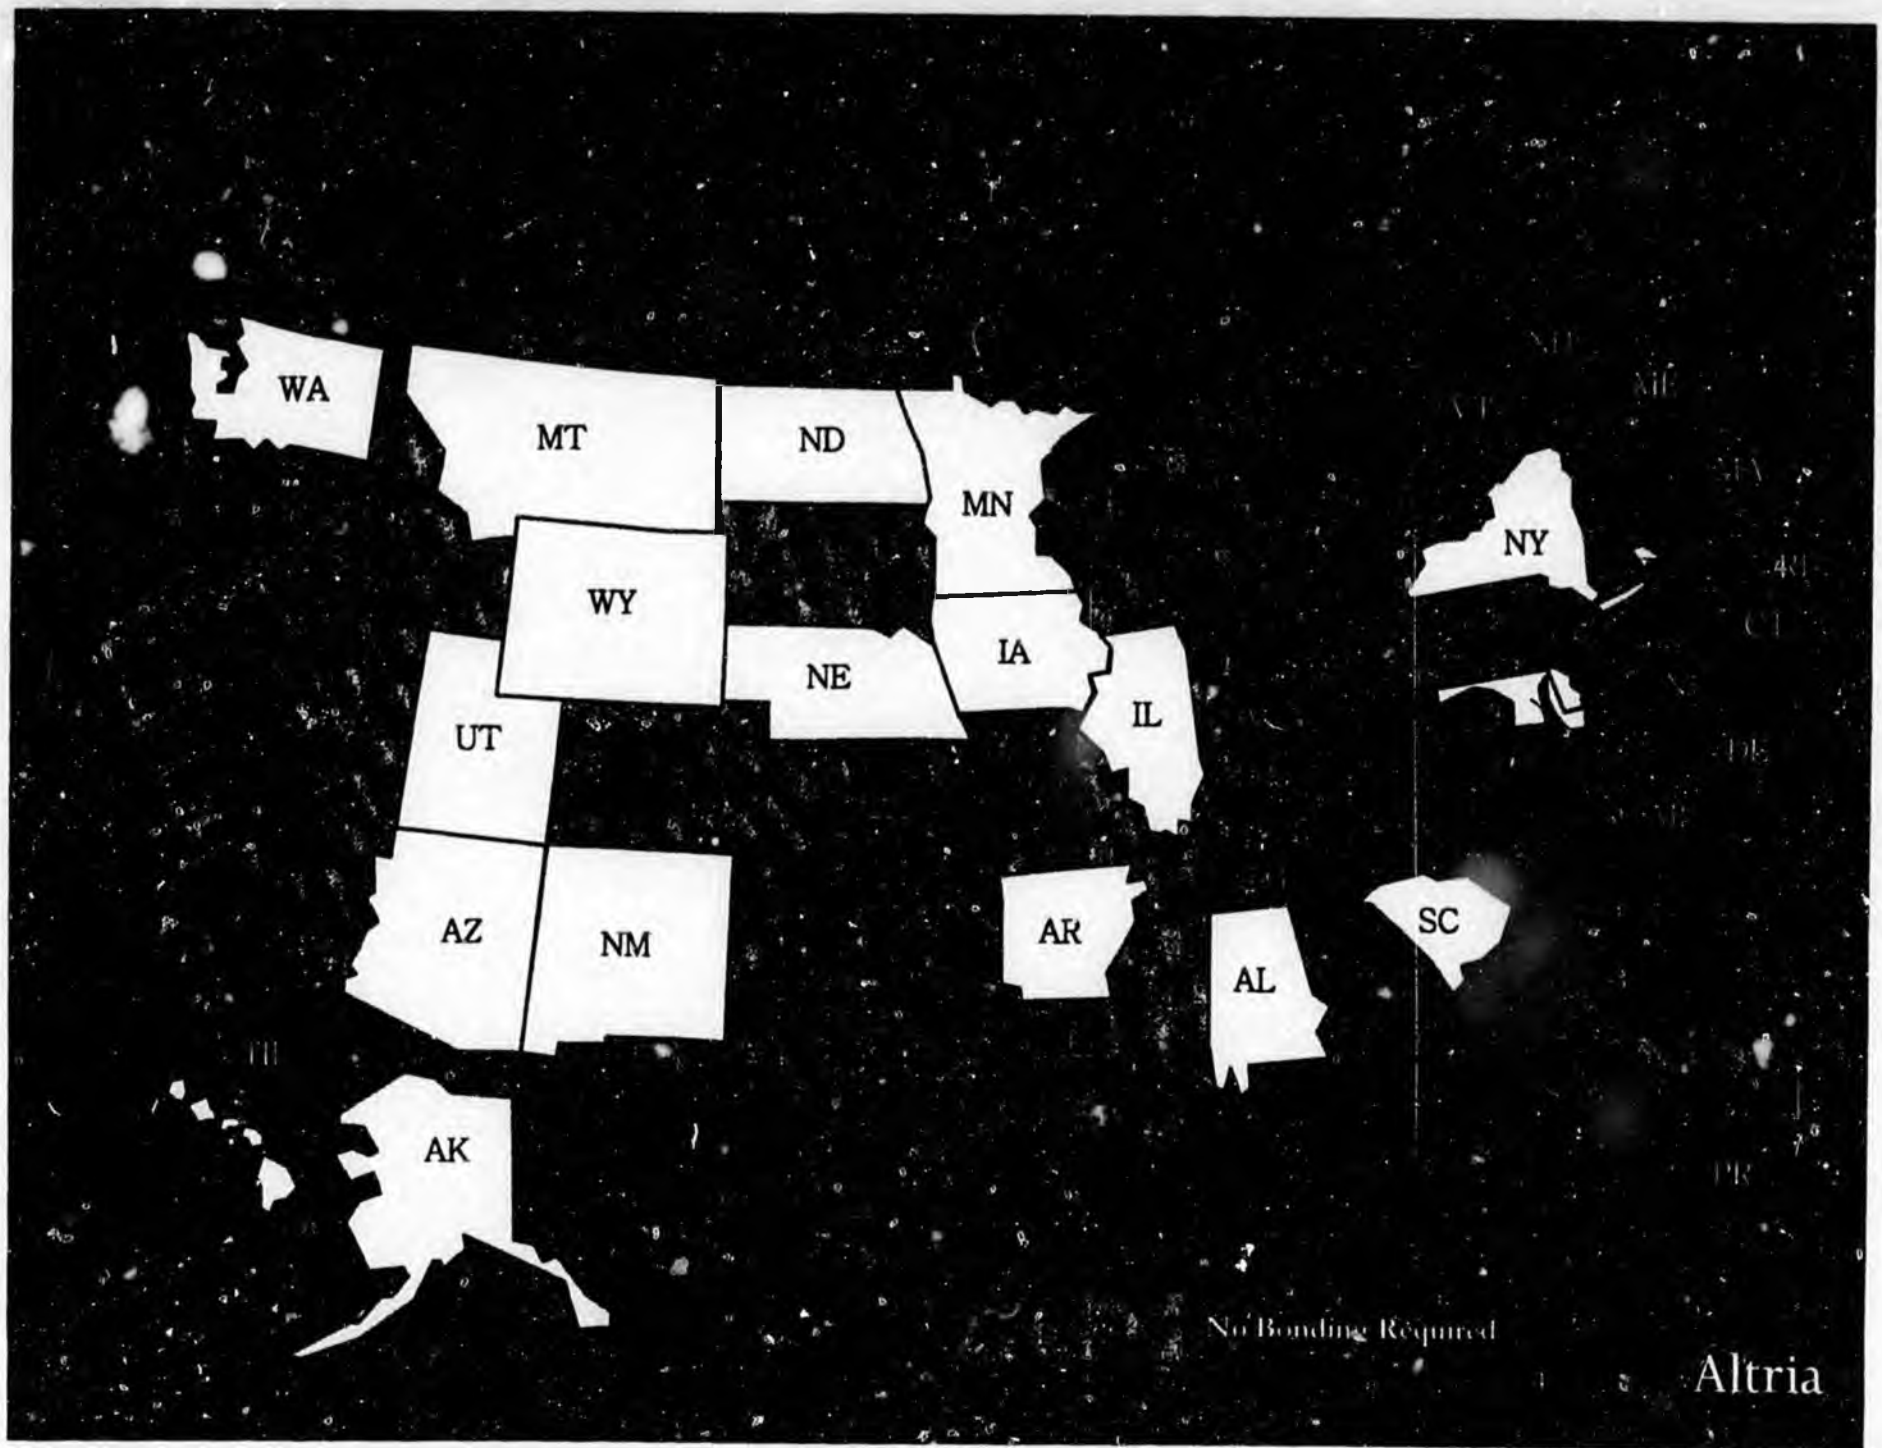 WA
MT
ND
MN
NY
WY
IA
NE
IL
UT
AZ
NM
AR
AL
SC
AK
No Bonding Required
Altria